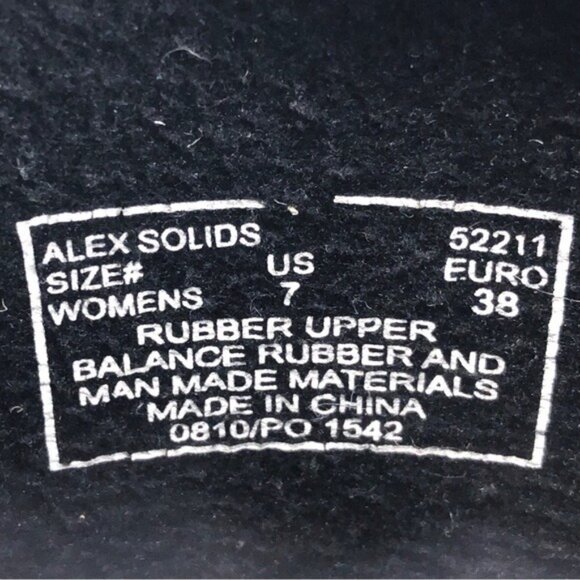 ALEX SOLIDS 52211
SIZE# US EURO
WOMENS 7 38
RUBBER UPPER
BALANCE RUBBER AND
MAN MADE MATERIALS
MADE IN CHINA
0810/PO 1542